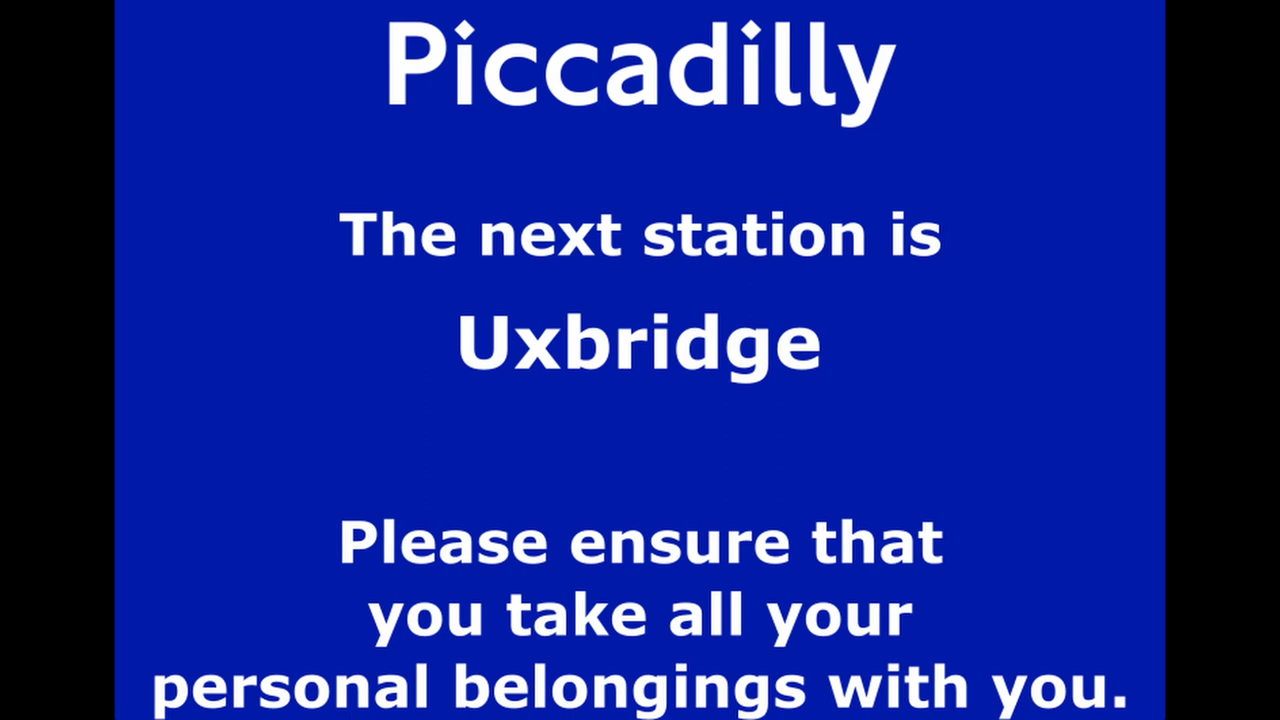 Piccadilly
The next station is
Uxbridge
Please ensure that
you take all your
personal belongings with you.